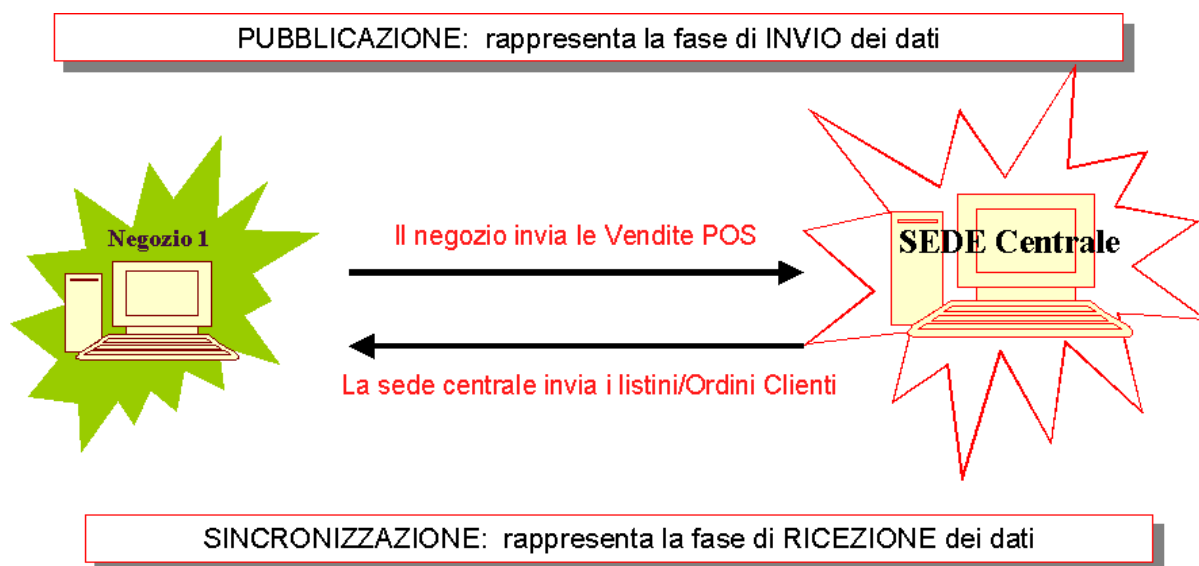 PUBBLICAZIONE: rappresenta la fase di INVIO dei dati
Negozio 1
Il negozio invia le Vendite POS
SEDE Centrale
La sede centrale invia i listini/Ordini Clienti
SINCRONIZZAZIONE: rappresenta la fase di RICEZIONE dei dati